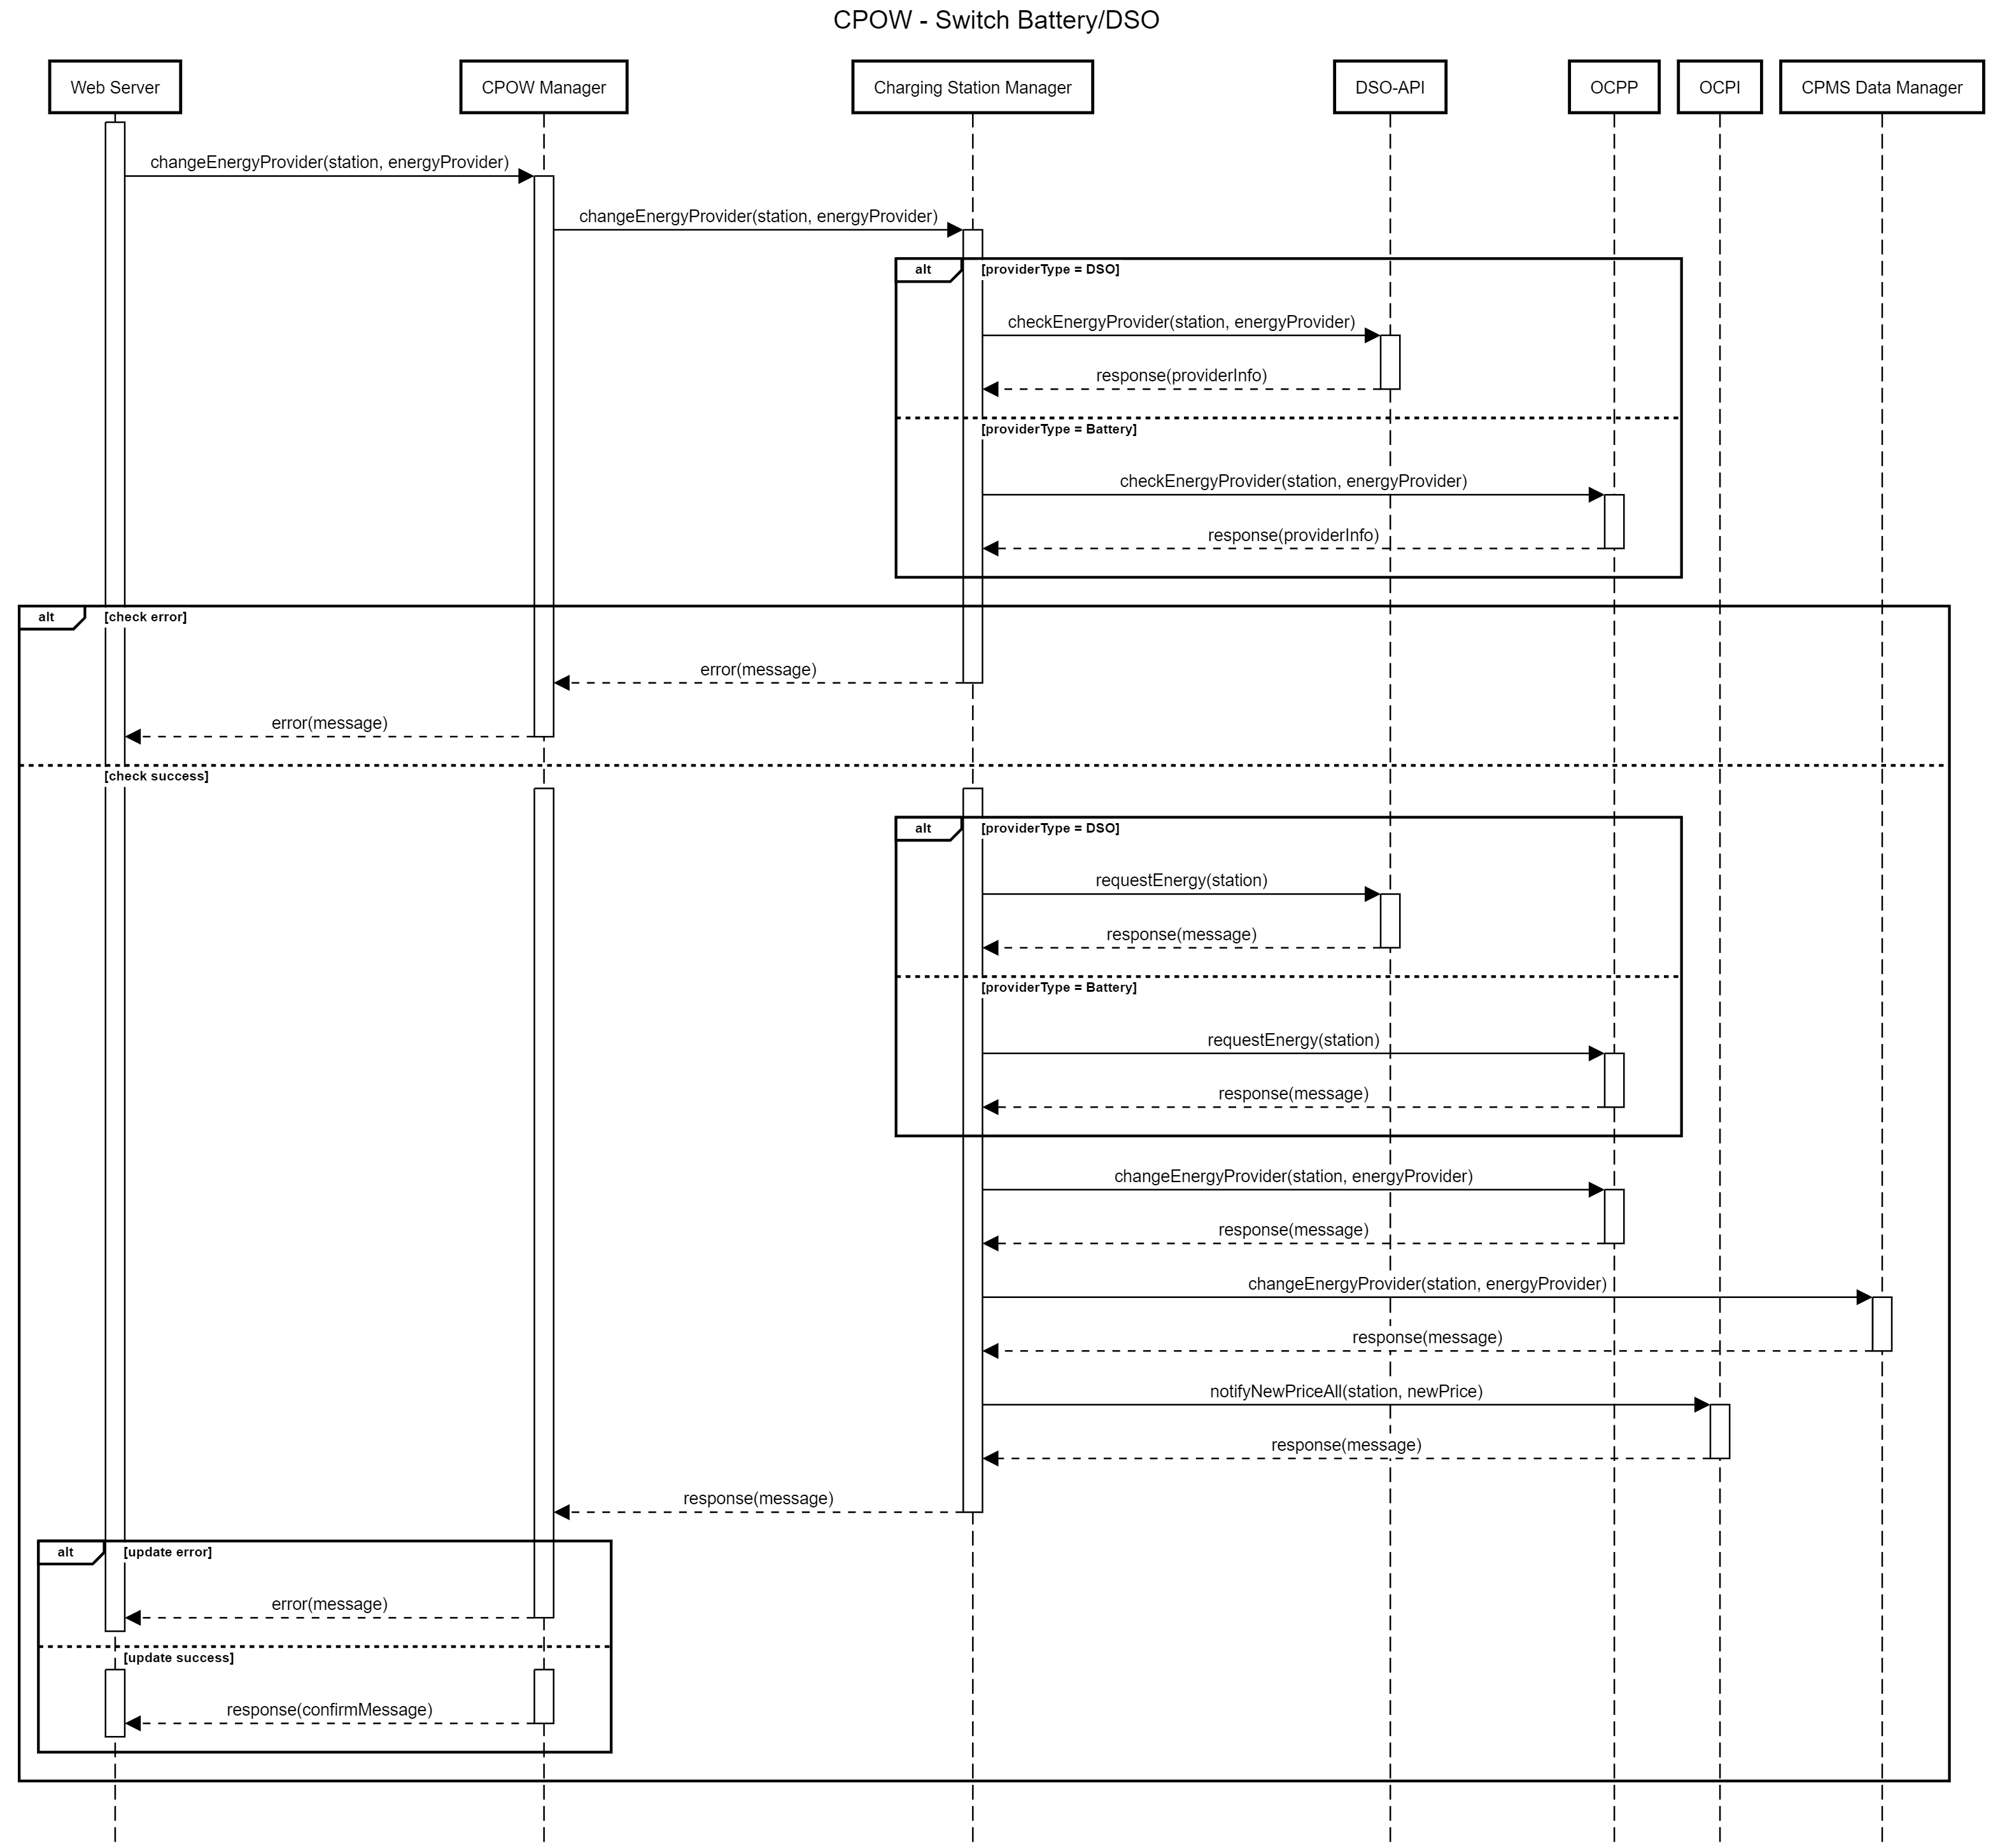 CPOW - Switch Battery/DSO
Web Server
CPOW Manager
Charging Station Manager
DSO-API
OCPP
OCPI
CPMS Data Manager
changeEnergyProvider(station, energyProvider)
changeEnergyProvider(station, energyProvider)
alt
[providerType = DSO]
checkEnergyProvider(station, energyProvider)
response(providerInfo)
[providerType = Battery]
checkEnergyProvider(station, energyProvider)
response(providerInfo)
alt
[check error]
error(message)
error(message)
[check success]
alt
[providerType = DSO]
requestEnergy(station)
response(message)
[providerType = Battery]
requestEnergy(station)
response(message)
changeEnergyProvider(station, energyProvider)
response(message)
changeEnergyProvider(station, energyProvider)
response(message)
notifyNewPriceAll(station, newPrice)
response(message)
response(message)
alt
[update error]
error(message)
[update success]
response(confirmMessage)